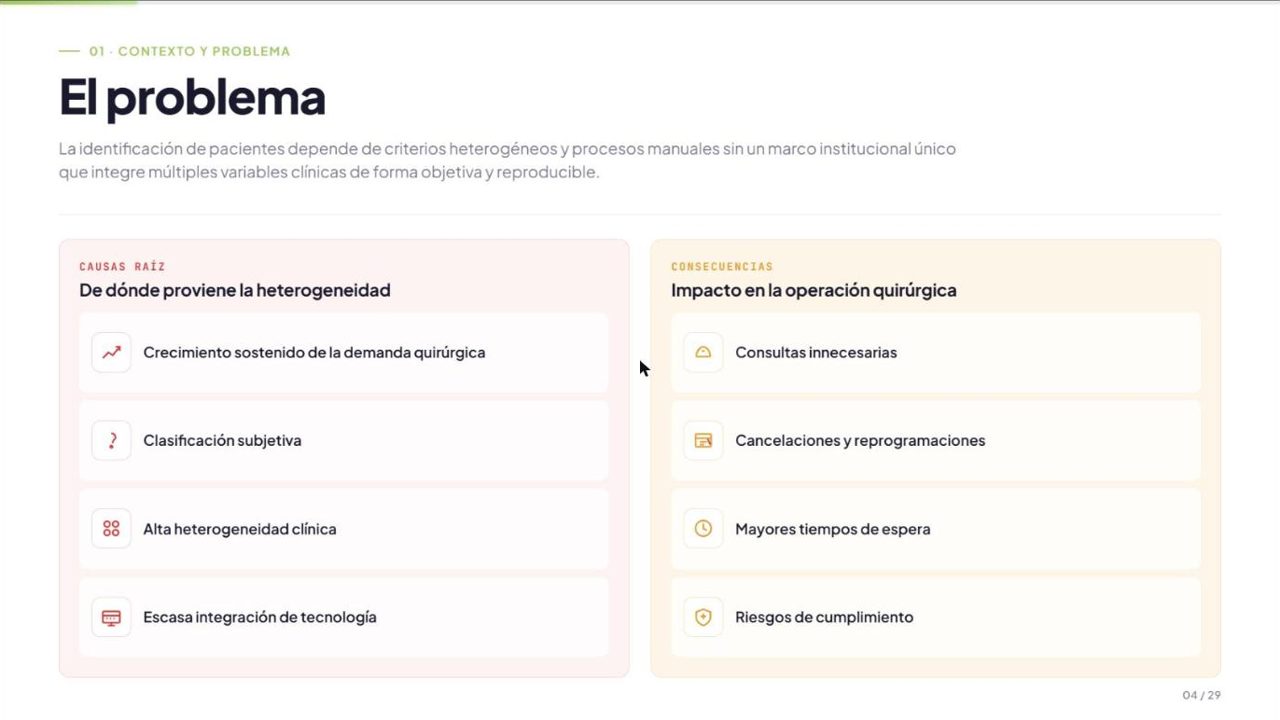 01 · CONTEXTO Y PROBLEMA
El problema
La identificación de pacientes depende de criterios heterogéneos y procesos manuales sin un marco institucional único
que integre múltiples variables clínicas de forma objetiva y reproducible.
CAUSAS RAÍZ
De dónde proviene la heterogeneidad
Crecimiento sostenido de la demanda quirúrgica
Clasificación subjetiva
Alta heterogeneidad clínica
Escasa integración de tecnología
CONSECUENCIAS
Impacto en la operación quirúrgica
Consultas innecesarias
Cancelaciones y reprogramaciones
Mayores tiempos de espera
Riesgos de cumplimiento
04 / 29